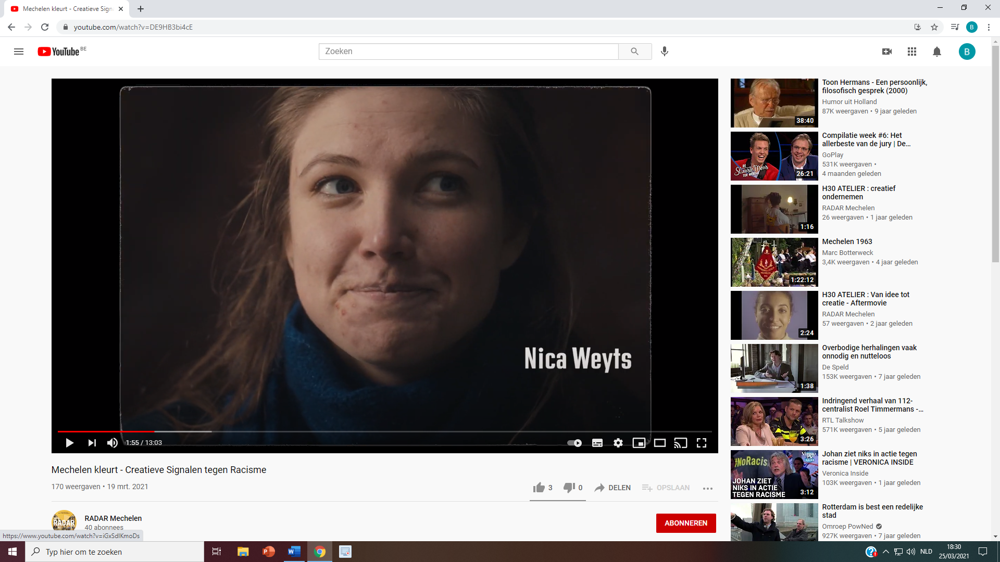 Mechelen kleurt - Creatieve Sign
youtube.com/watch?v=DE9HB3bi4cE
B
YouTube BE
Zoeken
B
Nica Weyts
1:55 / 13:03
Mechelen kleurt - Creatieve Signalen tegen Racisme
170 weergaven • 19 mrt. 2021
3
0
DELEN
OPSLAAN
RADAR
RADAR Mechelen
40 abonnees
ABONNEREN
https://www.youtube.com/watch?v=iGxSdlKmoDs
38:40
Toon Hermans - Een persoonlijk,
filosofisch gesprek (2000)
Humor uit Holland
87K weergaven • 9 jaar geleden
DE
Slimste Mens
TER WERELD
26:21
Compilatie week #6: Het
allerbeste van de jury | De...
GoPlay
531K weergaven •
4 maanden geleden
1:16
H30 ATELIER : creatief
ondernemen
RADAR Mechelen
26 weergaven • 1 jaar geleden
1:22:12
Mechelen 1963
Marc Botterweck
3,4K weergaven • 4 jaar geleden
2:24
H30 ATELIER : Van idee tot
creatie - Aftermovie
RADAR Mechelen
57 weergaven • 2 jaar geleden
1:38
Overbodige herhalingen vaak
onnodig en nutteloos
De Speld
153K weergaven • 7 jaar geleden
3:26
Indringend verhaal van 112-
centralist Roel Timmermans -...
RTL Talkshow
571K weergaven • 5 jaar geleden
#NoRacis
VERONICA
INSIDE
JOHAN ZIET
NIKS IN ACTIE
TEGEN RACISME
3:12
Johan ziet niks in actie tegen
racisme | VERONICA INSIDE
Veronica Inside
103K weergaven • 1 jaar geleden
Rotterdam is best een redelijke
stad
Omroep PowNed
927K weergaven • 7 jaar geleden
Typ hier om te zoeken
NLD
18:30
25/03/2021